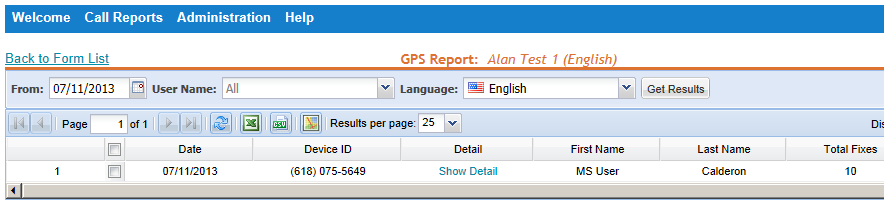 Welcome Call Reports Administration Help
Back to Form List GPS Report: Alan Test 1 (English)
From: 07/11/2013 User Name: All Language: English Get Results
Page 1 of 1 CSV Results per page: 25 Dis
Date Device ID Detail First Name Last Name Total Fixes
1 07/11/2013 (618) 075-5649 Show Detail MS User Calderon 10